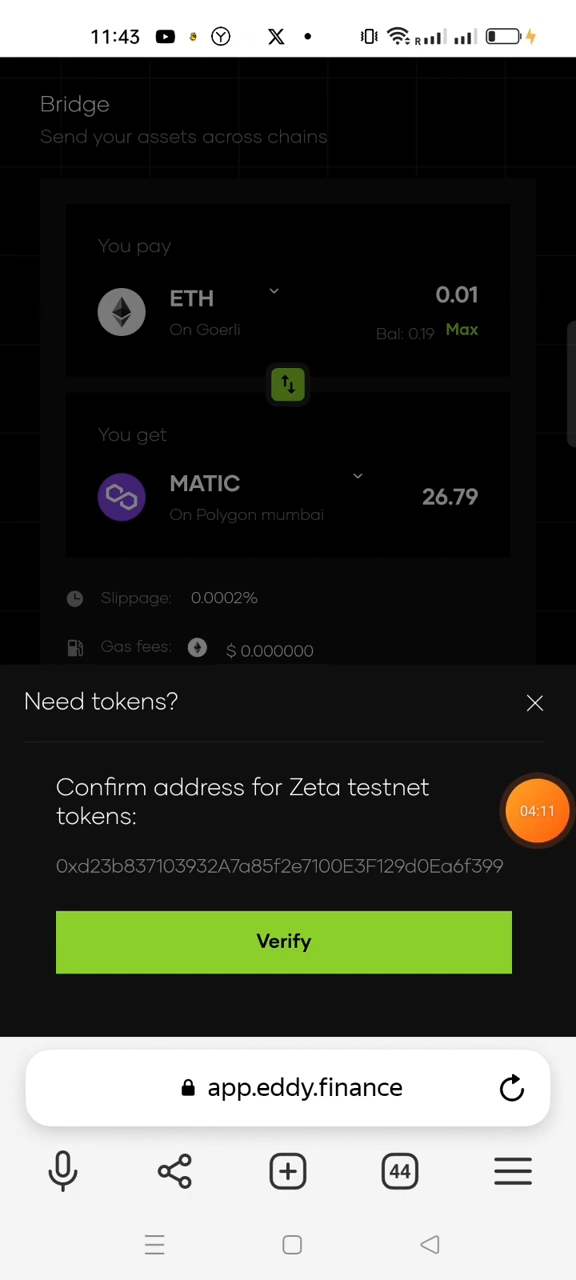 11:43
R
Bridge
Send your assets across chains
You pay
ETH
0.01
On Goerli
Bal: 0.19 Max
You get
MATIC
26.79
On Polygon mumbai
Slippage: 0.0002%
Gas fees: $ 0.000000
Need tokens?
Confirm address for Zeta testnet
tokens:
04:11
0xd23b837103932A7a85f2e7100E3F129d0Ea6f399
Verify
app.eddy.finance
44